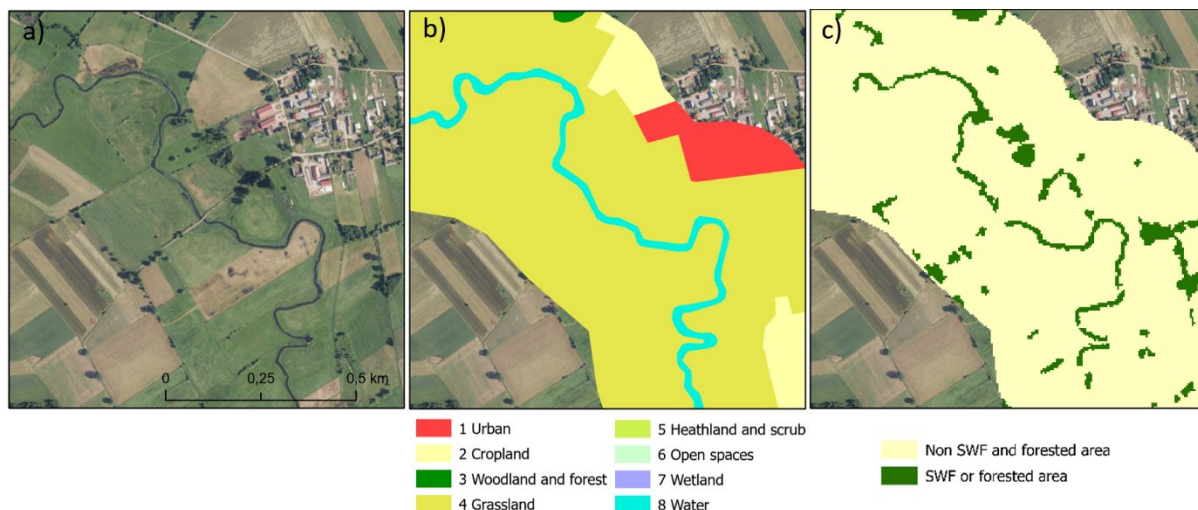 a)
b)
c)
0 0,25 0,5 km
1 Urban
2 Cropland
3 Woodland and forest
4 Grassland
5 Heathland and scrub
6 Open spaces
7 Wetland
8 Water
Non SWF and forested area
SWF or forested area